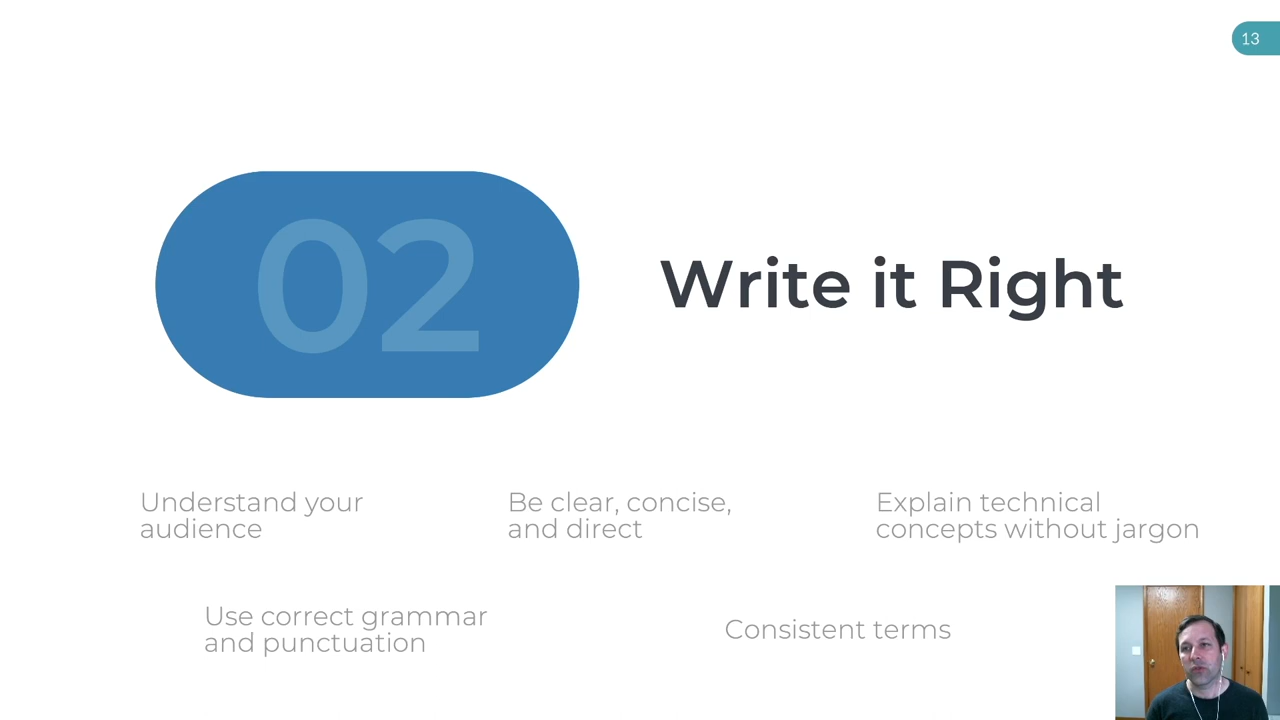 13
02
Write it Right
Understand your
audience
Be clear, concise,
and direct
Explain technical
concepts without jargon
Use correct grammar
and punctuation
Consistent terms